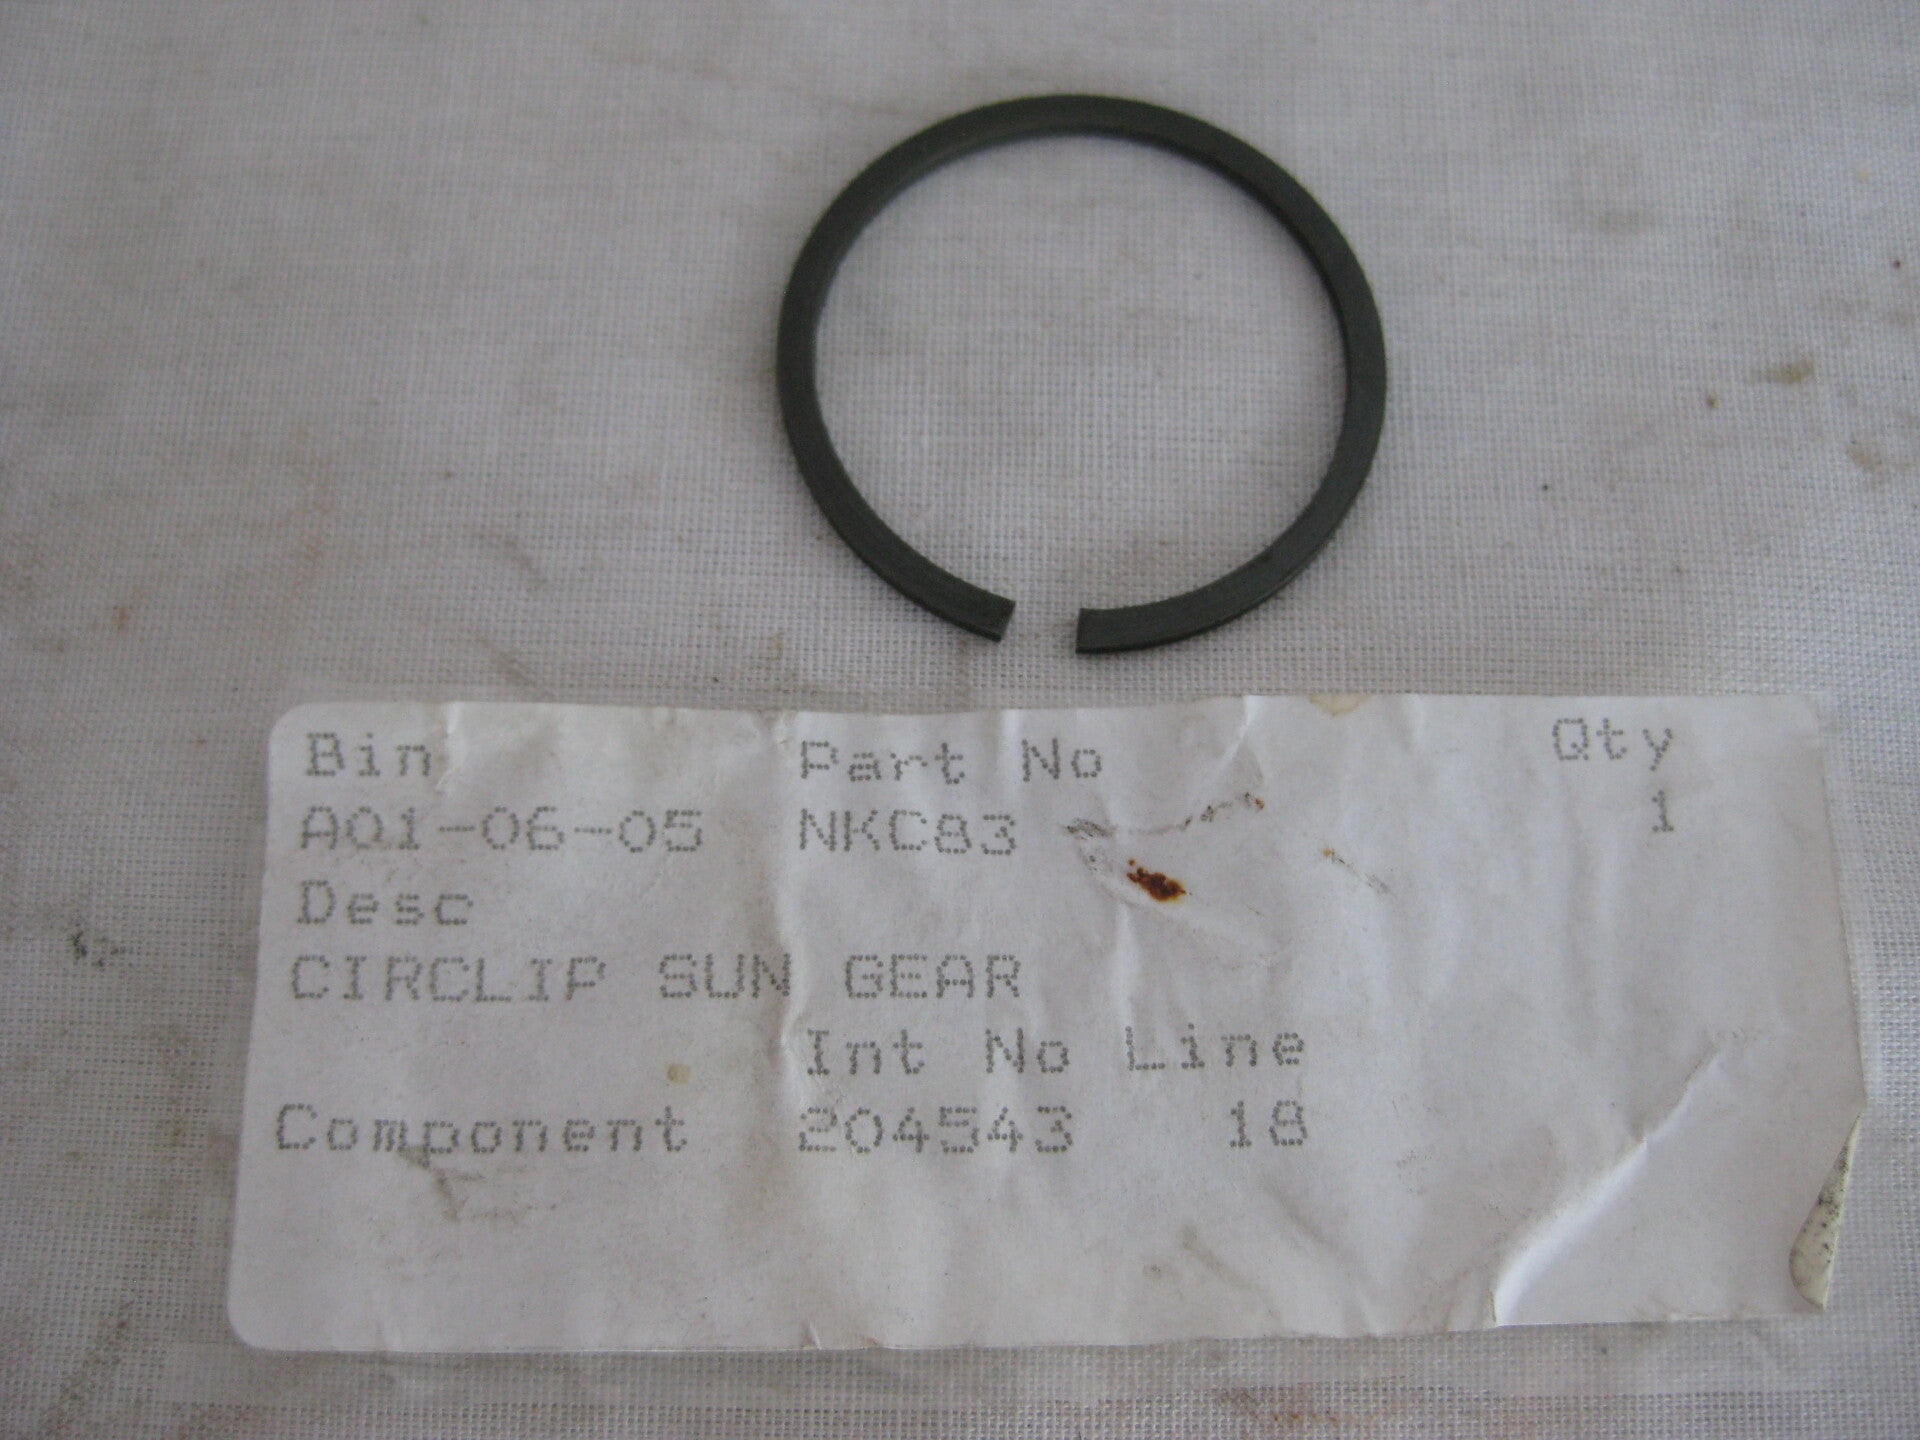 Bin Part No Qty
A01-06-05 NKC83 1
Desc
CIRCLIP SUN GEAR
Int No Line
Component 204543 18